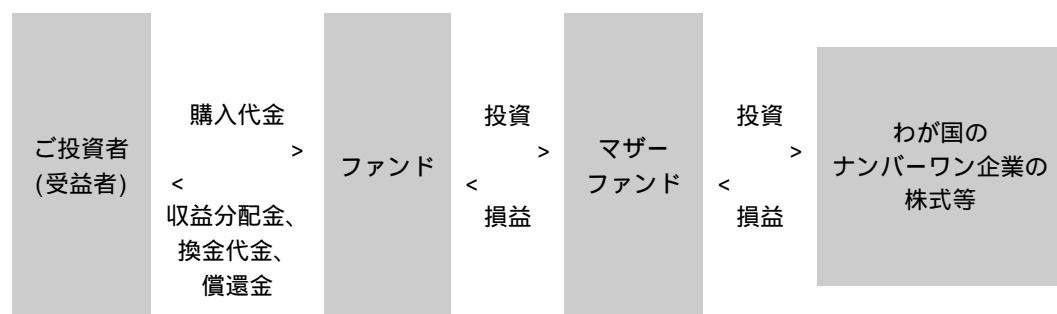 ご投資者
(受益者)
購入代金
>
<
収益分配金、
換金代金、
償還金
ファンド
投資
>
<
損益
マザー
ファンド
投資
>
<
損益
わが国の
ナンバーワン企業の
株式等